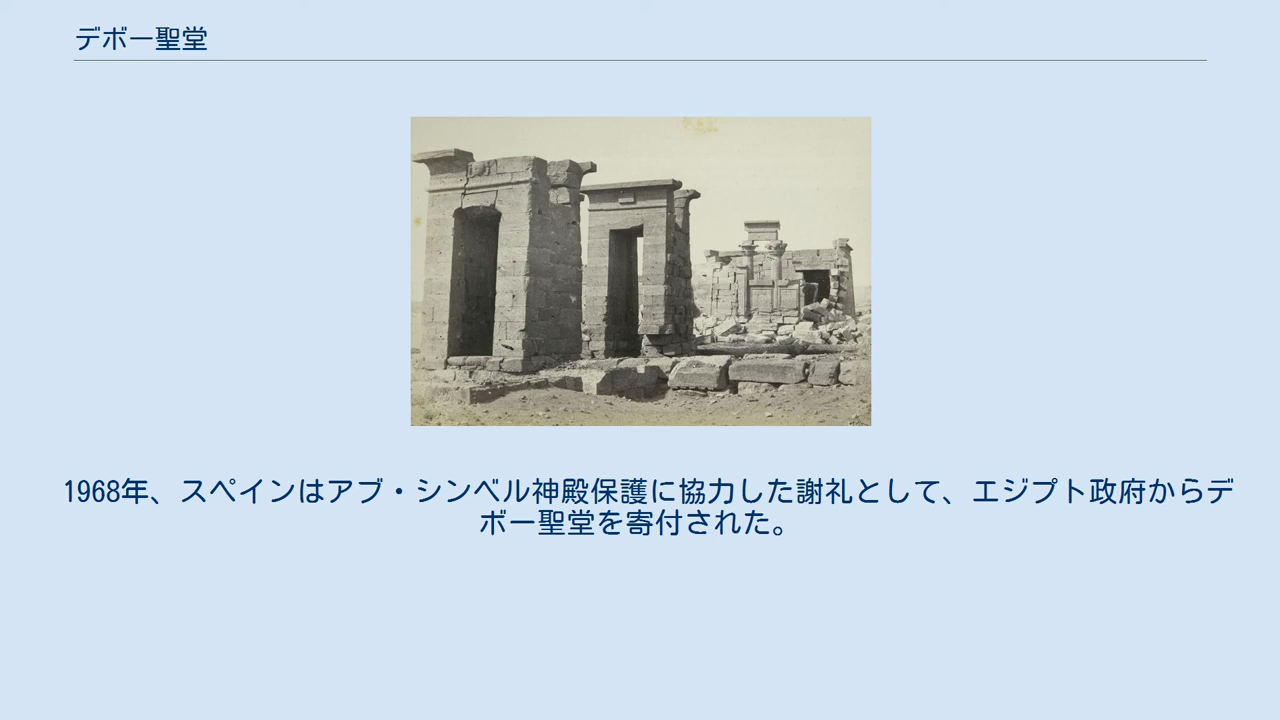 デボー聖堂
1968年、スペインはアブ・シンベル神殿保護に協力した謝礼として、エジプト政府からデ
ボー聖堂を寄付された。